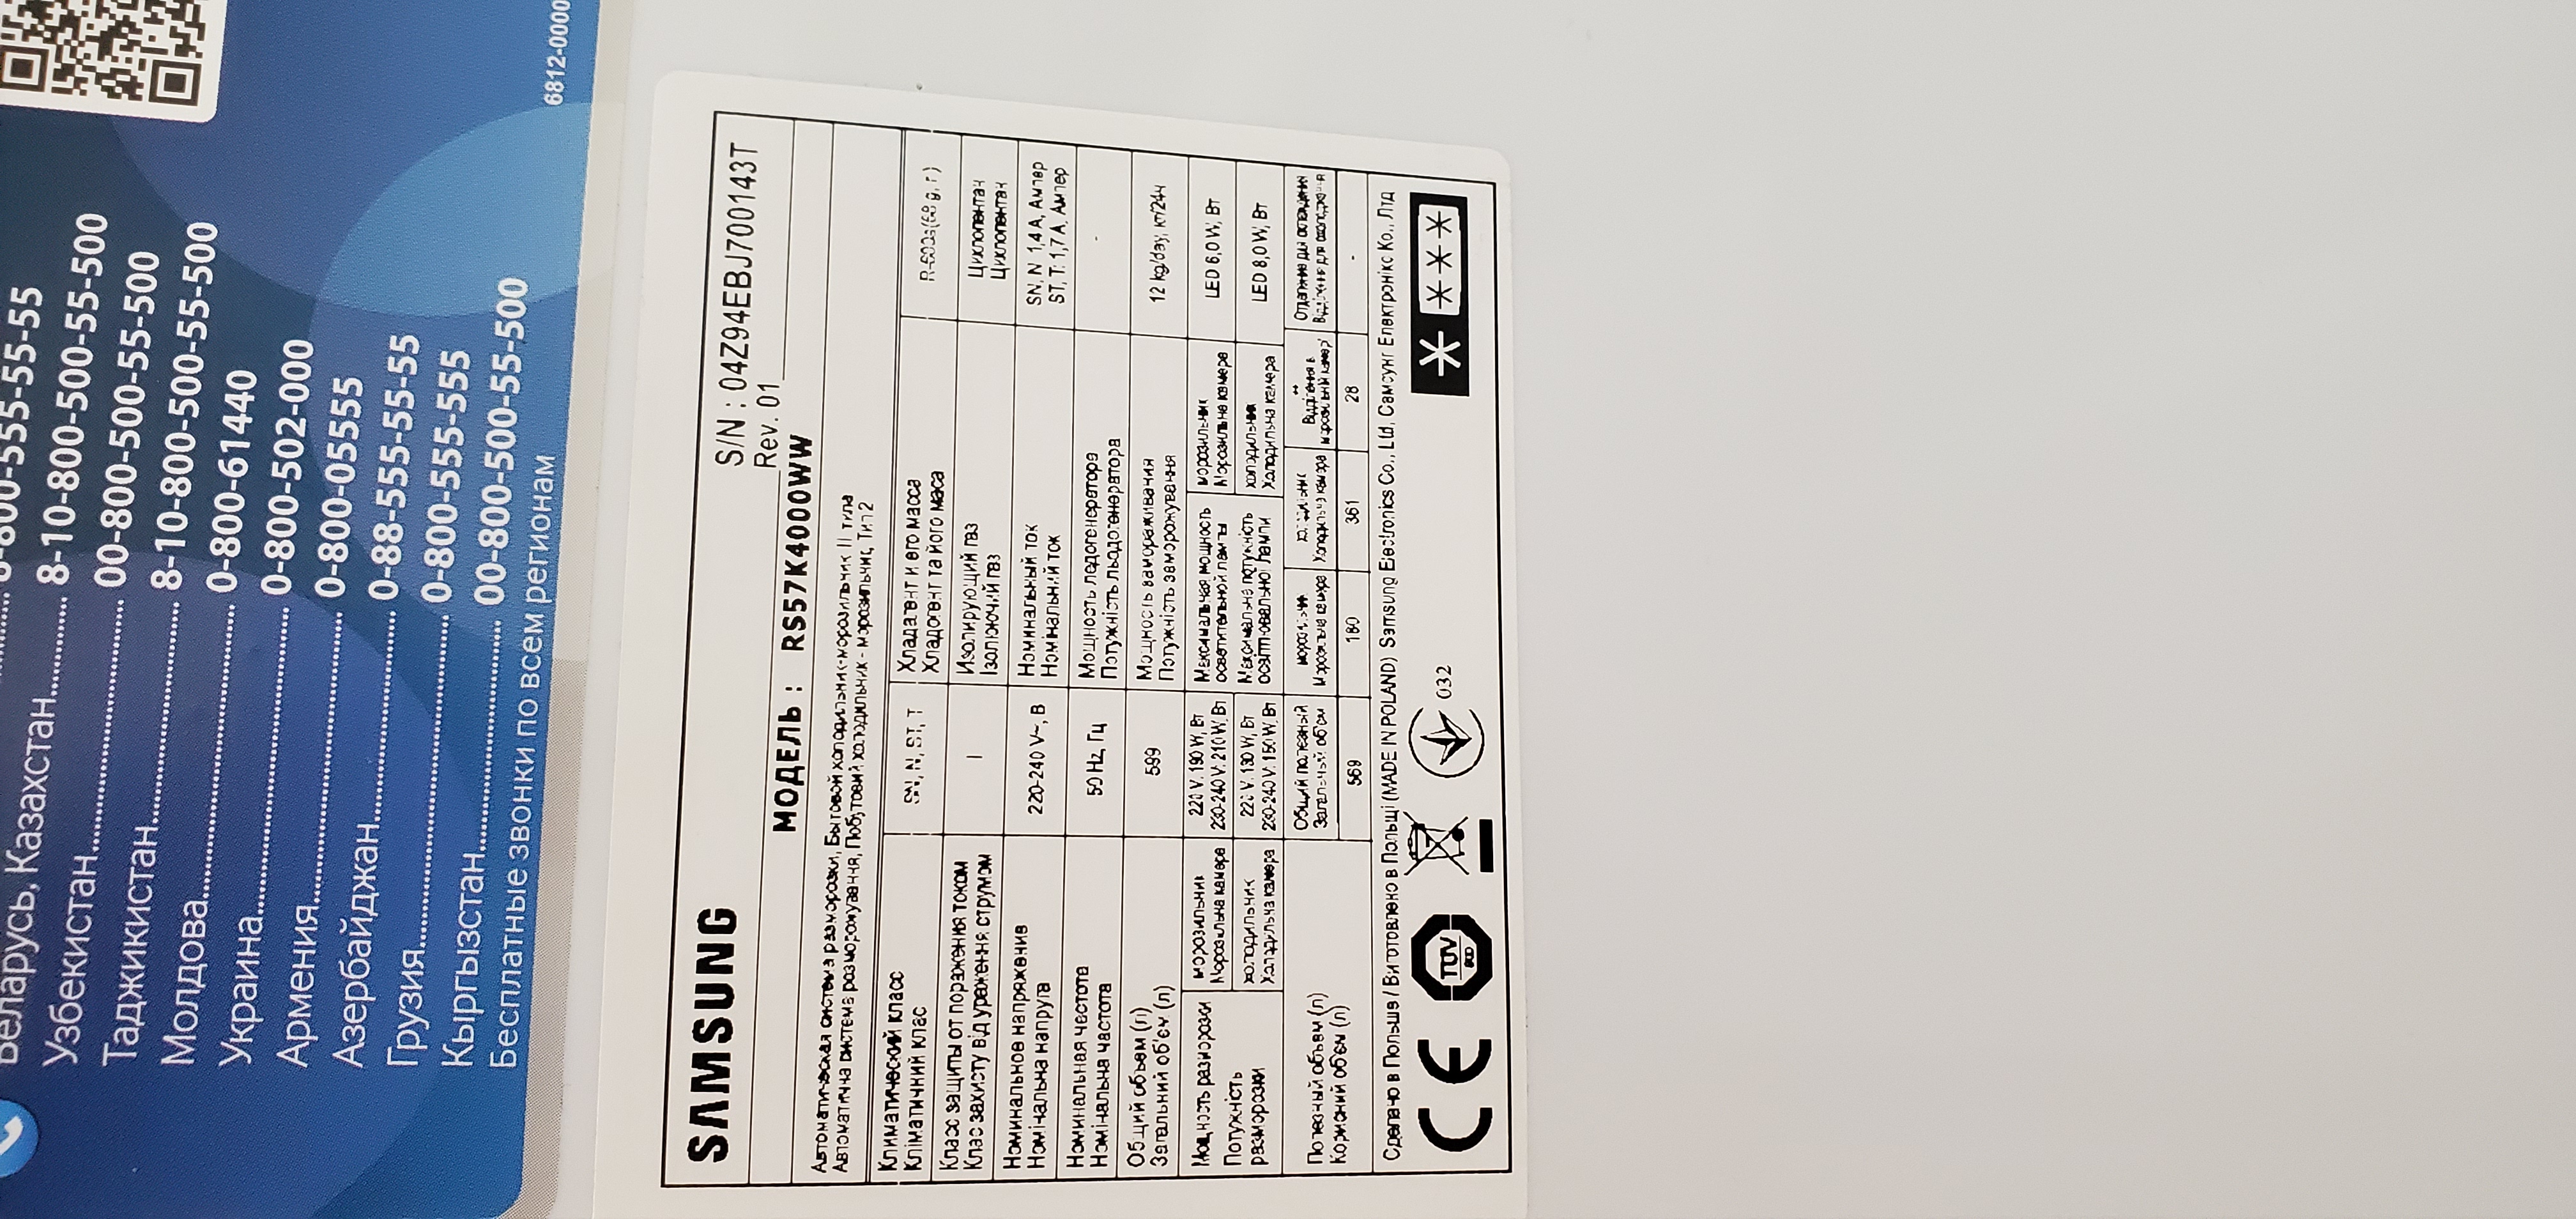 555-55-55
Беларусь, Казахстан 8-10-800-500-55-500
Узбекистан 00-800-500-55-500
Таджикистан 8-10-800-500-55-500
Молдова 0-800-61440
Украина 0-800-502-000
Армения 0-800-05555
Азербайджан 0-88-555-55-55
Грузия 0-800-555-555
Кыргызстан 00-800-500-55-500
Бесплатные звонки по всем регионам
6812-0000
SAMSUNG
S/N : 04Z94EBJ700143T
Rev. 01
МОДЕЛЬ : RS57K4000WW
Автоматическая система разморозки, Бытовой холодильник-морозильник II типа
Автоматична система розморожування, Побутовий холодильник - морозильник, Тип 2
Климатический класс
Кліматичний клас
SN, N, ST, T
Хладагент и его масса
Хладогент та його маса
R-600a(68 g, г)
Класс защиты от поражения током
Клас захисту від ураження струмом
I
Изолирующий газ
Ізолюючий газ
Циклопентан
Циклопентан
Номинальное напряжение
Номінальна напруга
220-240 V~, В
Номинальный ток
Номінальний ток
SN, N 1,4 A, Ампер
ST, T: 1,7 A, Ампер
Номинальная частота
Номінальна частота
50 Hz, Гц
Мощность ледогенератора
Потужність льодогенератора
-
Общий объем (л)
Загальний об'єм (л)
599
Мощность замораживания
Потужність заморожування
12 kg/day, кг/24ч
Мощность разморозки
Потужність
разморозки
морозильник
Морозильна камера
220 V: 190 W, Вт
230-240 V: 210 W, Вт
холодильник
Холодильна камера
220 V: 130 W, Вт
230-240 V: 150 W, Вт
Максимальная мощность
осветительной лампы
Максимальна потужність
освітлювальної лампи
морозильник
Морозильна камера
LED 6,0 W, Вт
холодильник
Холодильна камера
LED 8,0 W, Вт
Полезный объем (л)
Корисний об'єм (л)
Общий полезный
Загальний об'єм
морозильник
Морозильна камера
холодильник
Холодильна камера
**
Відділення в
морозильній камері
Отделение для охлаждения
Відділення для охолодження
569
180
361
28
-
Сделано в Польше / Виготовлено в Польщі (MADE IN POLAND) Samsung Electronics Co., Ltd, Самсунг Електронікс Ко., Лтд
CE
TUV
SUD
032